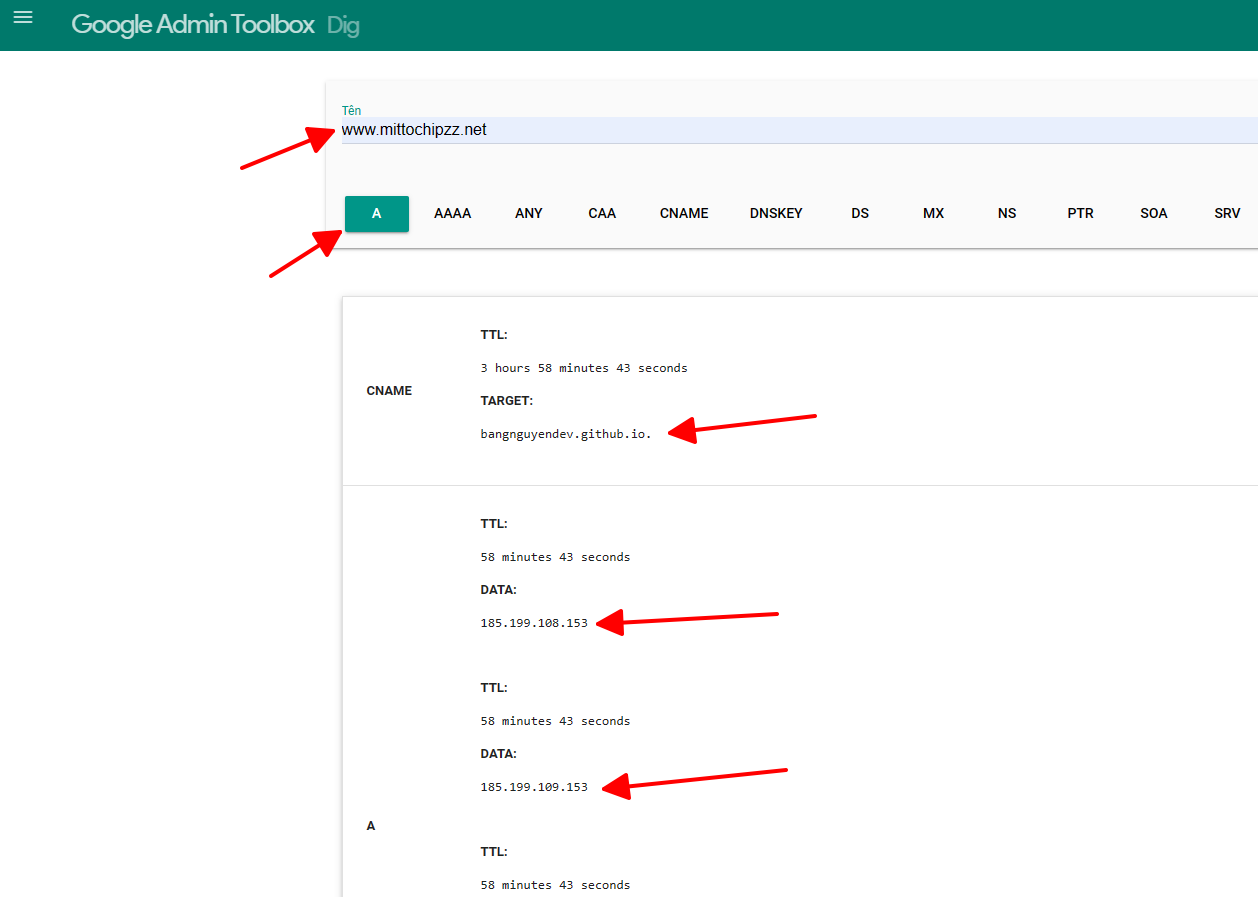 Google Admin Toolbox Dig
Tên
www.mittochipzz.net
A AAAA ANY CAA CNAME DNSKEY DS MX NS PTR SOA SRV
CNAME
TTL:
3 hours 58 minutes 43 seconds
TARGET:
bangnguyendev.github.io.
A
TTL:
58 minutes 43 seconds
DATA:
185.199.108.153
TTL:
58 minutes 43 seconds
DATA:
185.199.109.153
TTL:
58 minutes 43 seconds